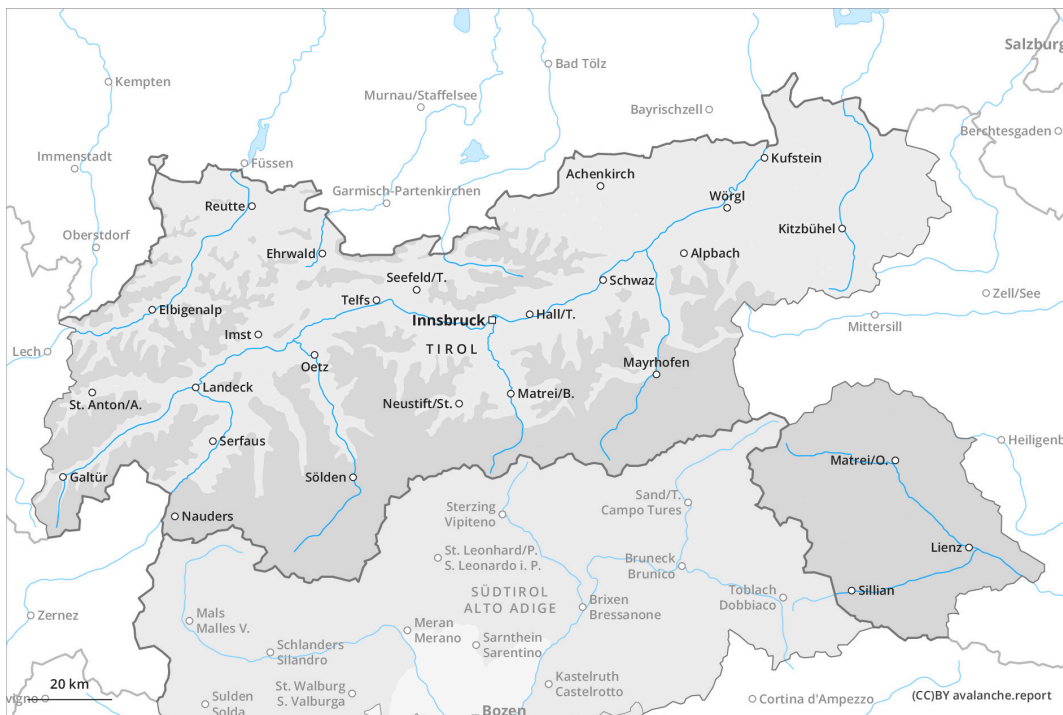 Salzburg
Kempten
Bad Tölz
Murnau/Staffelsee
Bayrischzell
Berchtesgaden
Immenstadt
Füssen
Kufstein
Achenkirch
Garmisch-Partenkirchen
Reutte
Wörgl
Oberstdorf
Kitzbühel
Ehrwald
Alpbach
Seefeld/T.
Schwaz
Zell/See
Telfs
Elbigenalp
Innsbruck
Hall/T.
Mittersill
Imst
TIROL
Lech
Oetz
Mayrhofen
Landeck
St. Anton/A.
Neustift/St.
Matrei/B.
Serfaus
Heiligenb
Matrei/O.
Galtür
Sölden
Sand/T.
Campo Tures
Sterzing
Vipiteno
Nauders
Lienz
St. Leonhard/P.
S. Leonardo i. P.
Bruneck
Brunico
SÜDTIROL
ALTO ADIGE
Sillian
Toblach
Dobbiaco
Zernez
Mals
Malles V.
Brixen
Bressanone
Meran
Merano
Sarnthein
Sarentino
Schlanders
Silandro
Kastelruth
Castelrotto
20 km
St. Walburg
S. Valburga
vigno
Sulden
Solda
Cortina d'Ampezzo
(CC)BY avalanche.report
Bozen